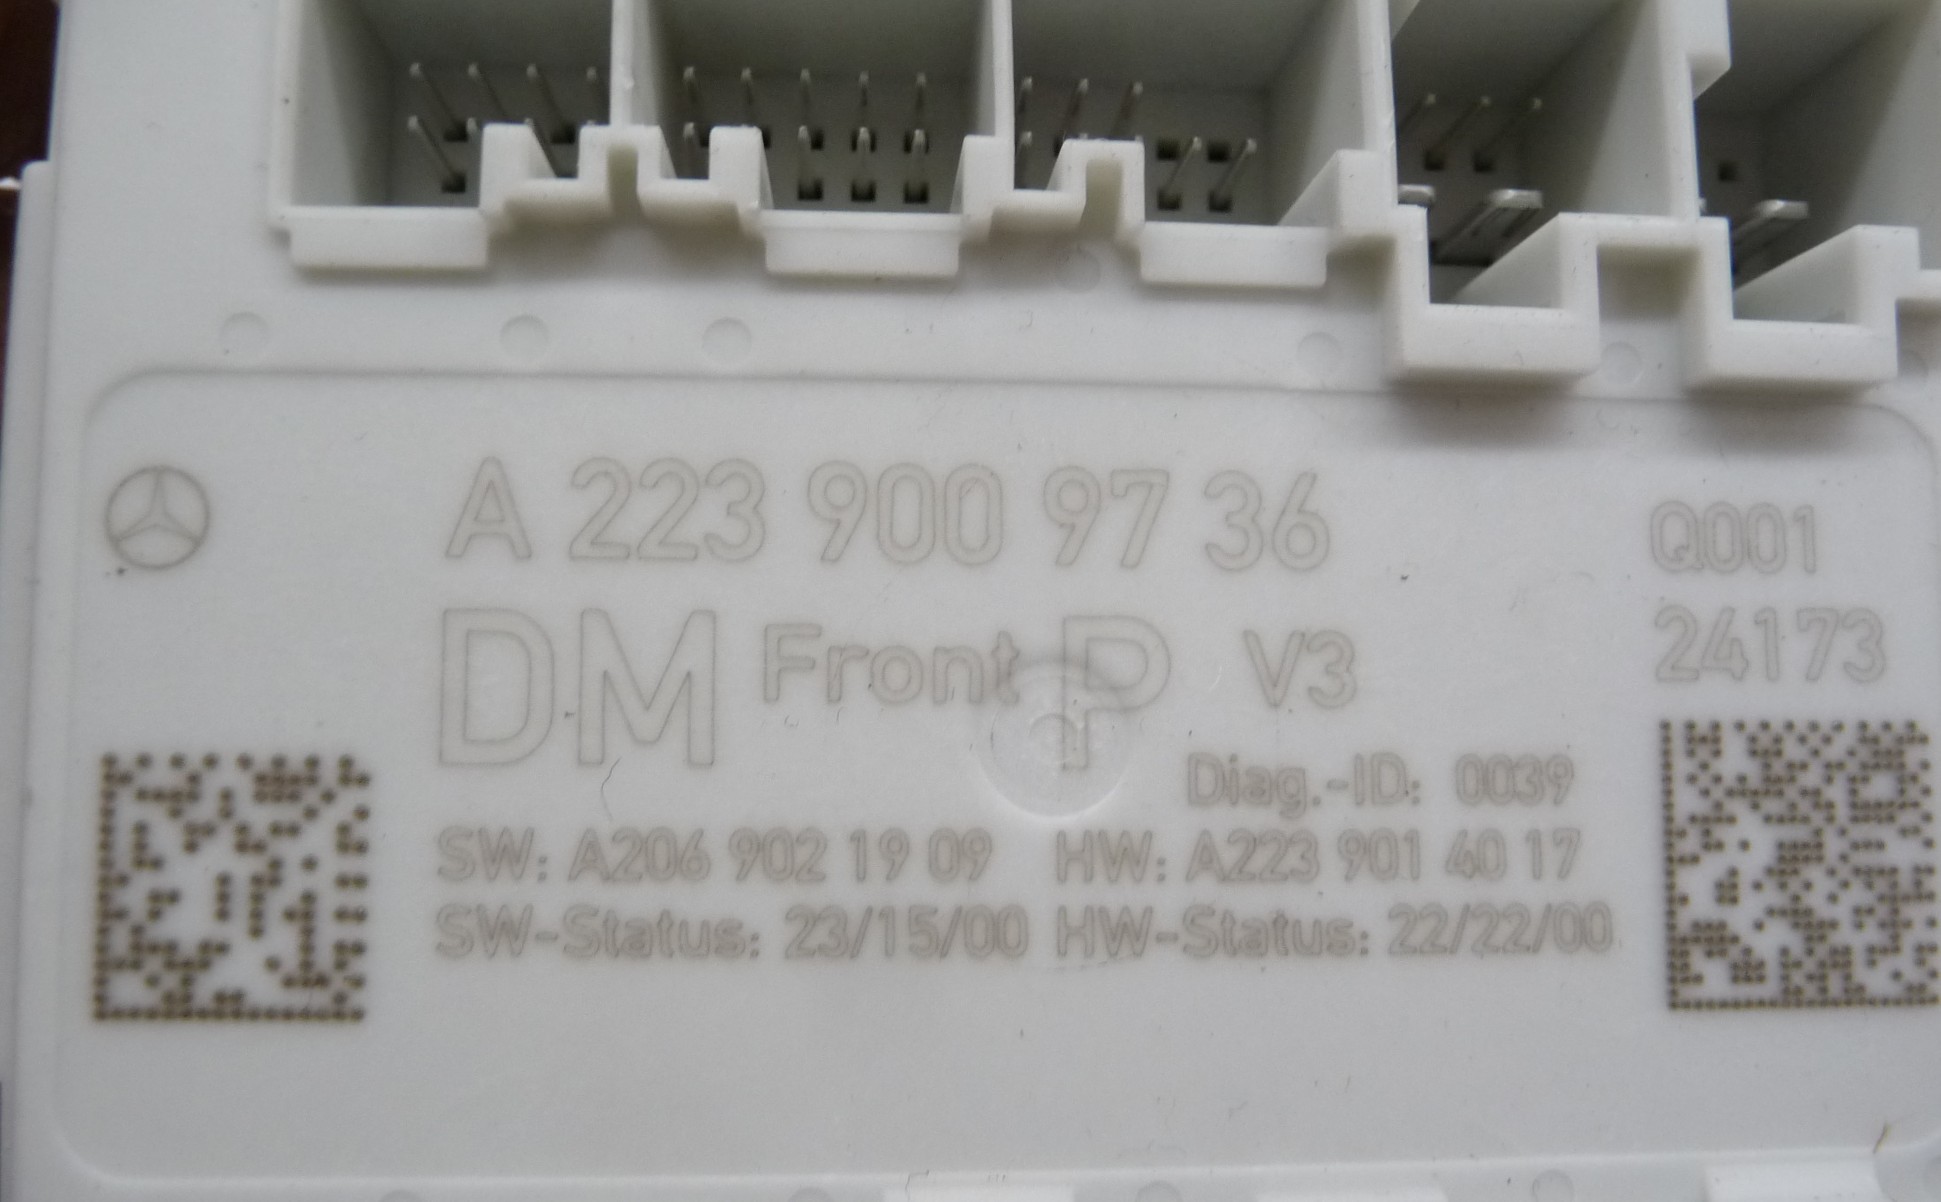 A 223 900 97 36
Q001
DM Front P V3
24173
Diag.-ID: 0039
SW: A206 902 19 09 HW: A223 901 40 17
SW-Status: 23/15/00 HW-Status: 22/22/00